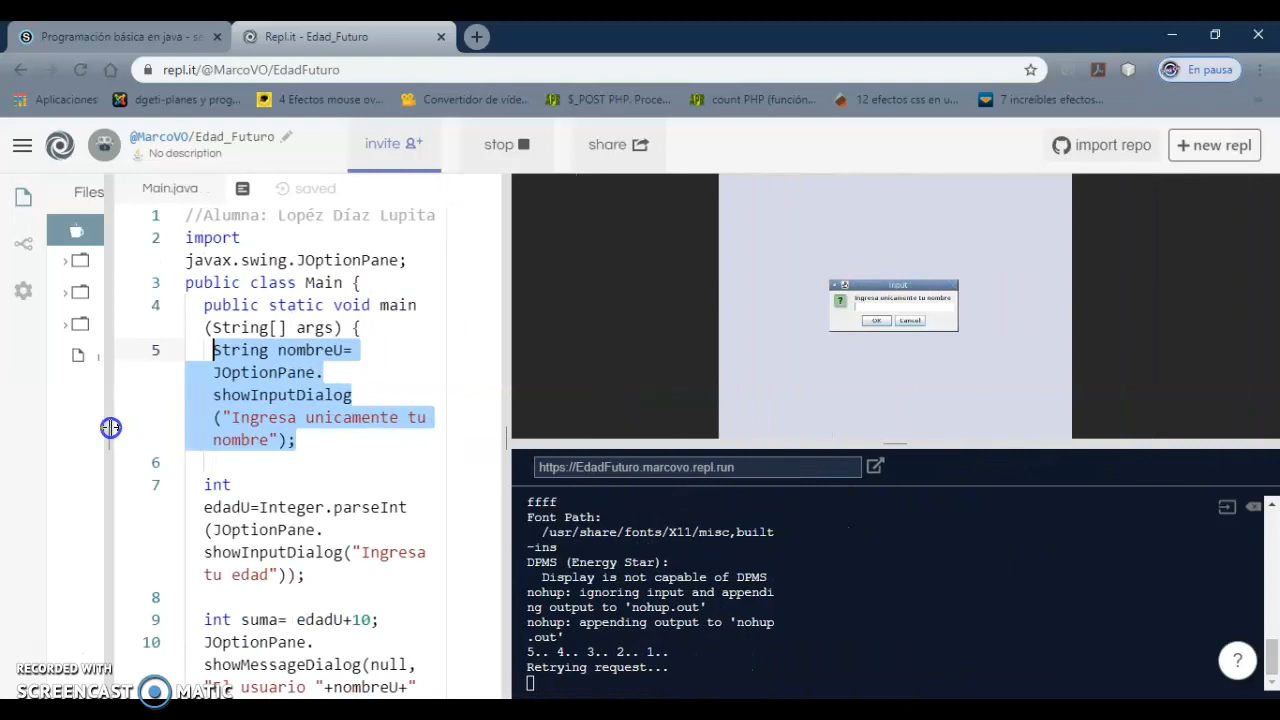 Programación básica en java - se
Repl.it - Edad_Futuro
repl.it/@MarcoVO/EdadFuturo
En pausa
Aplicaciones
dgeti-planes y prog...
4 Efectos mouse ov...
Convertidor de víde...
$_POST PHP. Proce...
count PHP (función...
12 efectos css en u...
7 increíbles efectos...
@MarcoVO/Edad_Futuro
No description
invite
stop
share
import repo
+ new repl
Files
Main.java
saved
1 //Alumna: Lopéz Díaz Lupita
2 import
javax.swing.JOptionPane;
3 public class Main {
4 public static void main
(String[] args) {
5 String nombreU=
JOptionPane.
showInputDialog
("Ingresa unicamente tu
nombre");
6
7 int
edadU=Integer.parseInt
(JOptionPane.
showInputDialog("Ingresa
tu edad"));
8
9 int suma= edadU+10;
10 JOptionPane.
showMessageDialog(null,
"El usuario "+nombreU+"
Input
Ingresa unicamente tu nombre
OK Cancel
https://EdadFuturo.marcovo.repl.run
ffff
Font Path:
/usr/share/fonts/X11/misc,built
-ins
DPMS (Energy Star):
Display is not capable of DPMS
nohup: ignoring input and appendi
ng output to 'nohup.out'
nohup: appending output to 'nohup
.out'
5.. 4.. 3.. 2.. 1..
Retrying request...
?
RECORDED WITH
SCREENCAST MATIC